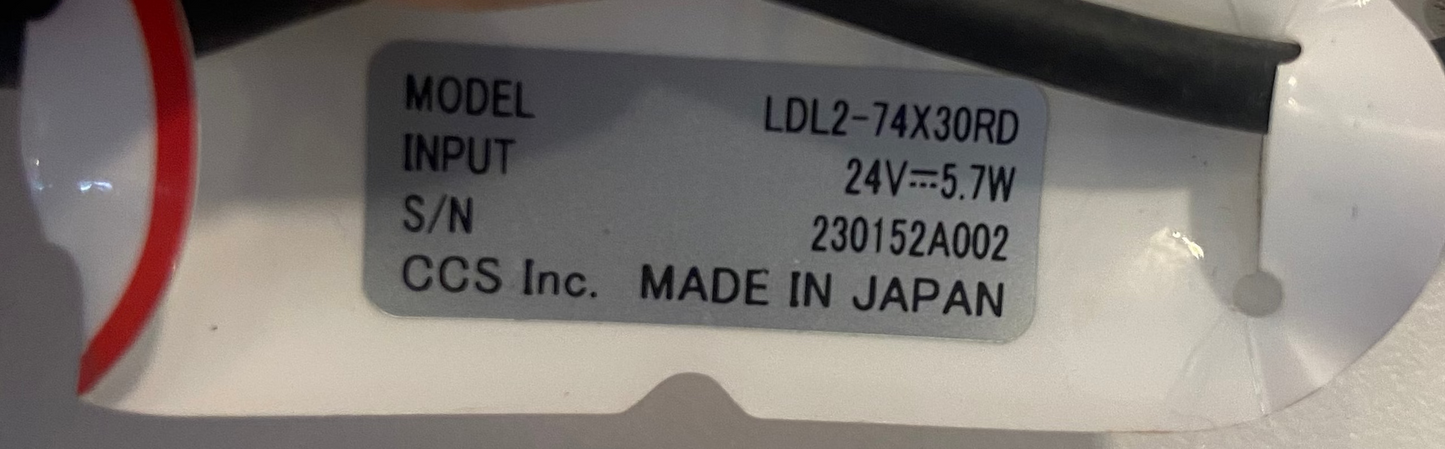 MODEL LDL2-74X30RD
INPUT 24V⎓5.7W
S/N 230152A002
CCS Inc. MADE IN JAPAN